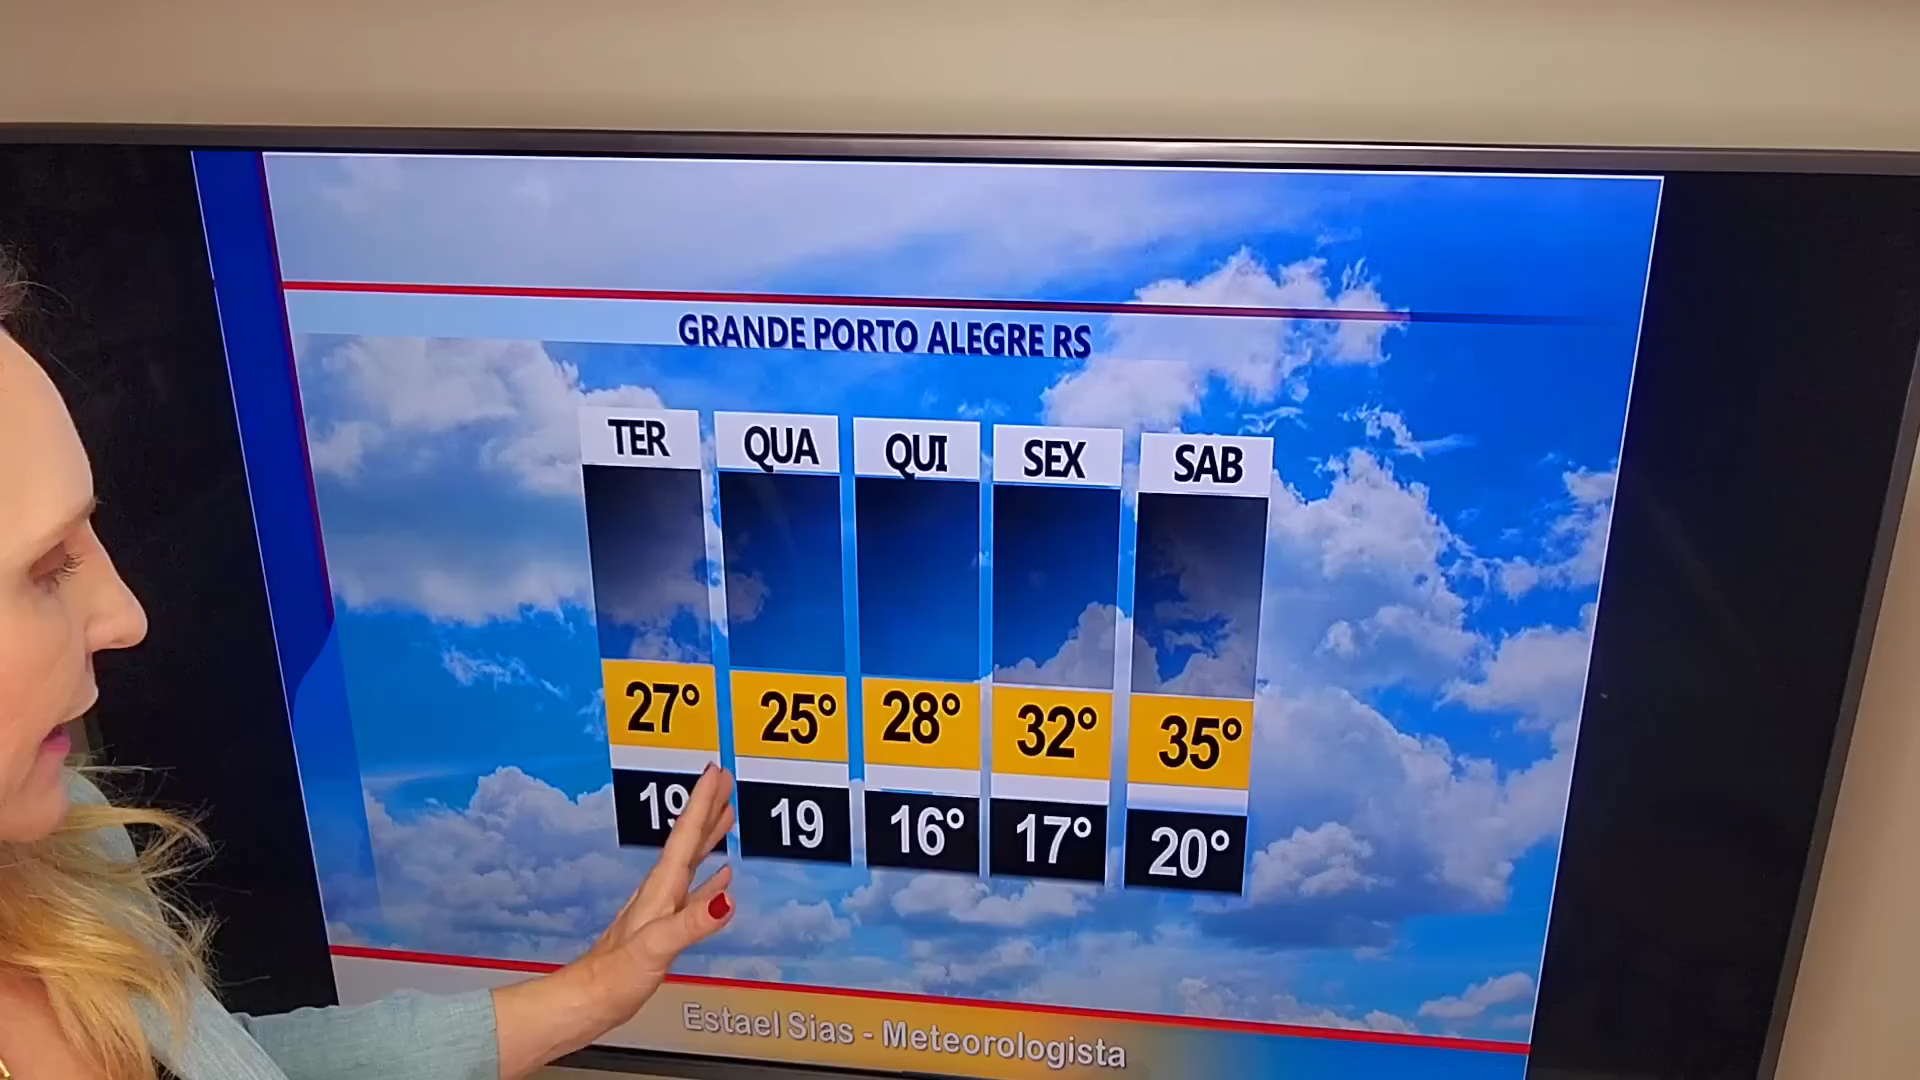 GRANDE PORTO ALEGRE RS
TER QUA QUI SEX SAB
27° 25° 28° 32° 35°
19 19 16° 17° 20°
Estael Sias - Meteorologista